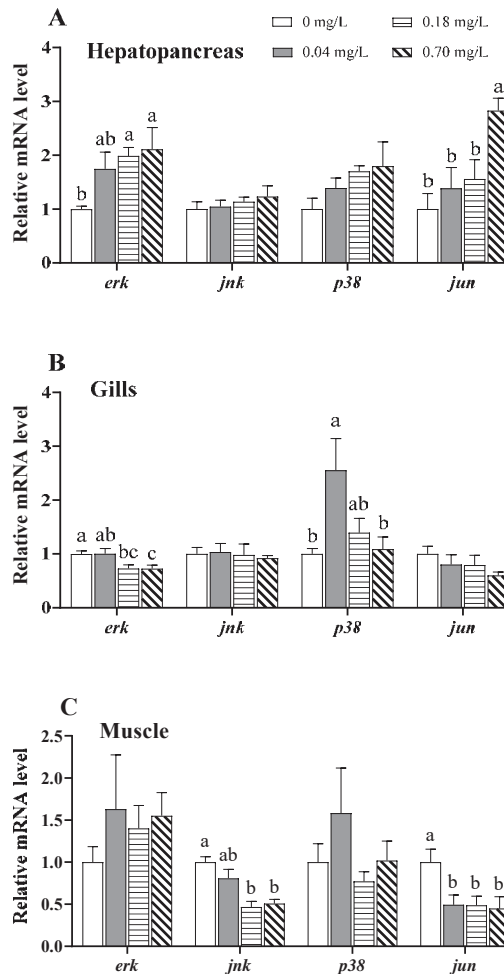 A
Hepatopancreas
0 mg/L
0.18 mg/L
0.04 mg/L
0.70 mg/L
Relative mRNA level
4
3
2
1
0
b
ab
a
a
b
b
b
a
erk
jnk
p38
jun
B
Gills
Relative mRNA level
4
3
2
1
0
a
ab
bc
c
b
a
ab
b
erk
jnk
p38
jun
C
Muscle
Relative mRNA level
2.5
2.0
1.5
1.0
0.5
0.0
a
ab
b
b
a
b
b
b
erk
jnk
p38
jun